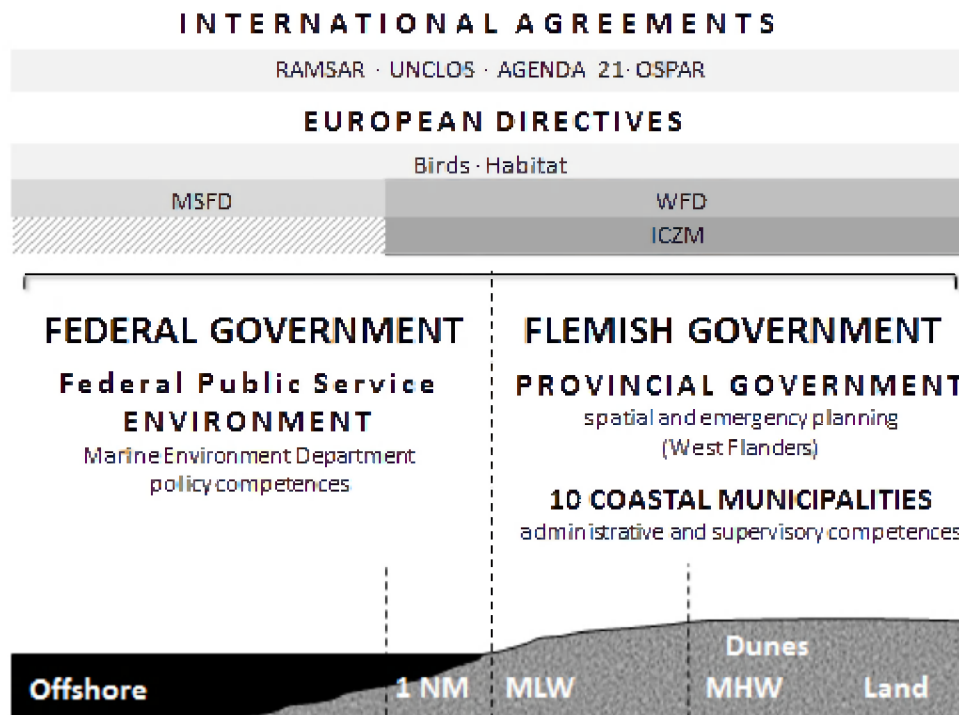 INTERNATIONAL AGREEMENTS
RAMSAR · UNCLOS · AGENDA 21· OSPAR
EUROPEAN DIRECTIVES
Birds · Habitat
MSFD
WFD
ICZM
FEDERAL GOVERNMENT
Federal Public Service
ENVIRONMENT
Marine Environment Department
policy competences
FLEMISH GOVERNMENT
PROVINCIAL GOVERNMENT
spatial and emergency planning
(West Flanders)
10 COASTAL MUNICIPALITIES
administrative and supervisory competences
Dunes
Offshore
1 NM
MLW
MHW
Land